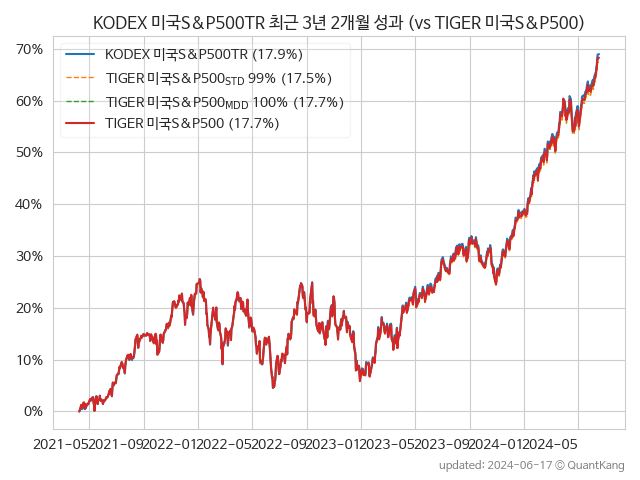 KODEX 미국S&P500TR 최근 3년 2개월 성과 (vs TIGER 미국S&P500)
KODEX 미국S&P500TR (17.9%)
TIGER 미국S&P500STD 99% (17.5%)
TIGER 미국S&P500MDD 100% (17.7%)
TIGER 미국S&P500 (17.7%)
70%
60%
50%
40%
30%
20%
10%
0%
2021-05 2021-09 2022-01 2022-05 2022-09 2023-01 2023-05 2023-09 2024-01 2024-05
updated: 2024-06-17 © QuantKang